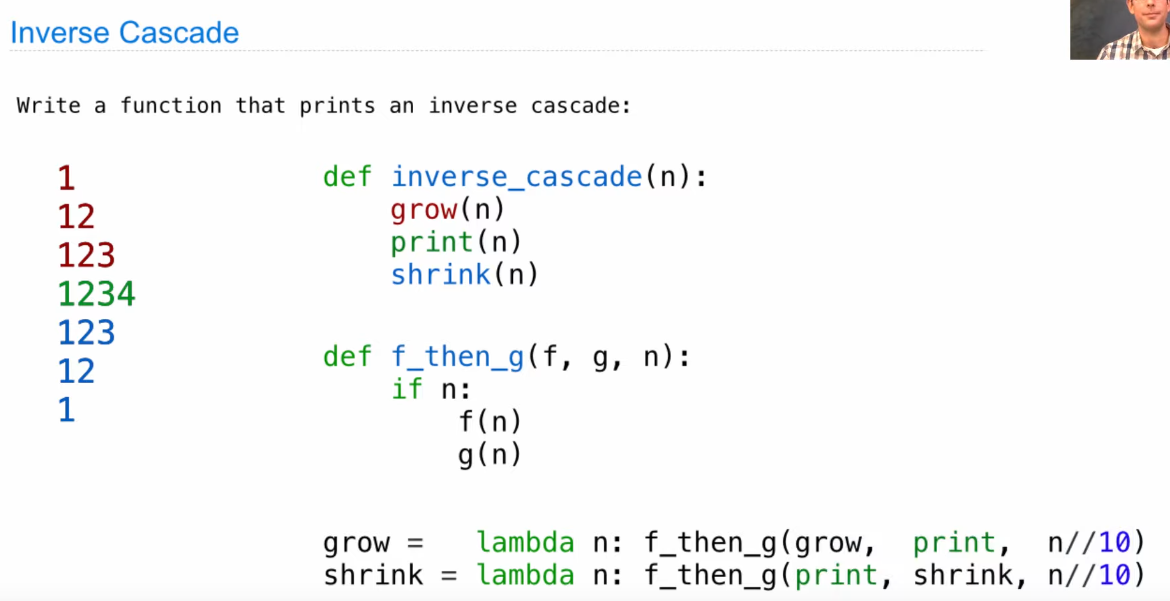 Inverse Cascade
Write a function that prints an inverse cascade:
1
12
123
1234
123
12
1
def inverse_cascade(n):
    grow(n)
    print(n)
    shrink(n)
def f_then_g(f, g, n):
    if n:
        f(n)
        g(n)
grow =   lambda n: f_then_g(grow,  print,  n//10)
shrink = lambda n: f_then_g(print, shrink, n//10)